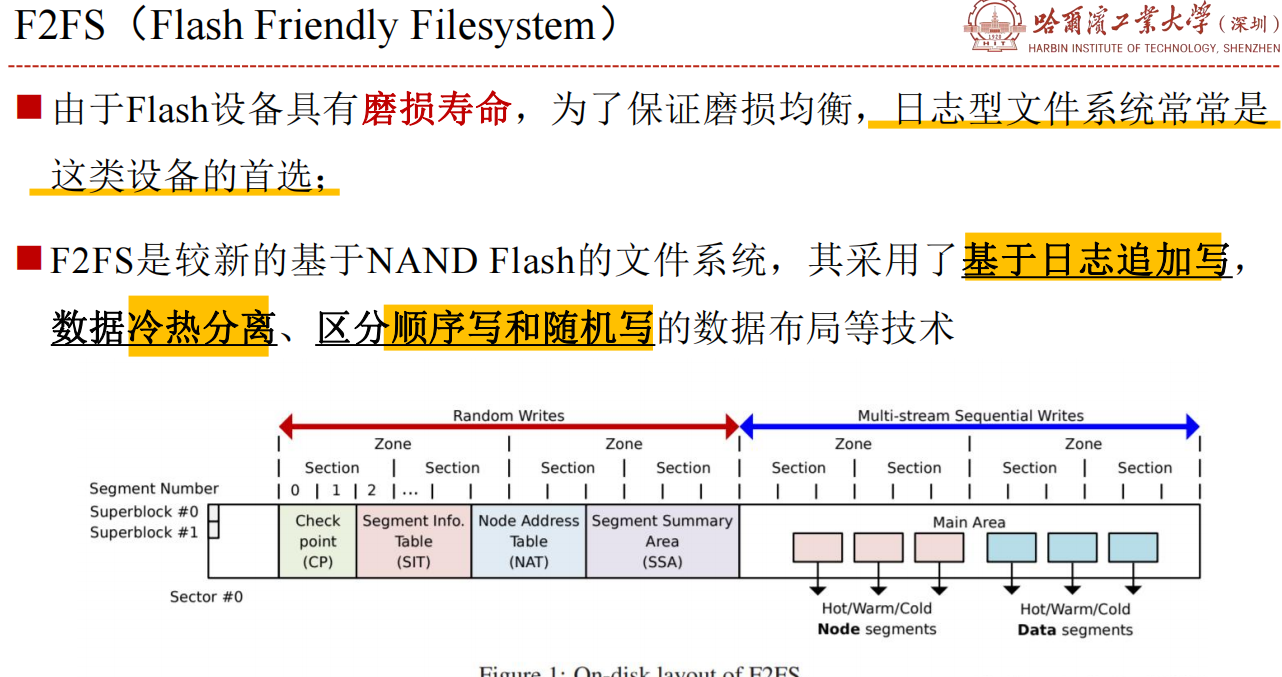 F2FS（Flash Friendly Filesystem）
哈尔滨工业大学(深圳)
HARBIN INSTITUTE OF TECHNOLOGY, SHENZHEN
1920
HIT
由于Flash设备具有磨损寿命，为了保证磨损均衡，日志型文件系统常常是
这类设备的首选；
F2FS是较新的基于NAND Flash的文件系统，其采用了基于日志追加写，
数据冷热分离、区分顺序写和随机写的数据布局等技术
Random Writes
Multi-stream Sequential Writes
Zone Zone Zone Zone
Section Section Section Section Section Section Section Section
Segment Number 0 1 2 ...
Superblock #0
Superblock #1
Check
point
(CP)
Segment Info.
Table
(SIT)
Node Address
Table
(NAT)
Segment Summary
Area
(SSA)
Main Area
Sector #0
Hot/Warm/Cold
Node segments
Hot/Warm/Cold
Data segments
Figure 1: On-disk layout of F2FS